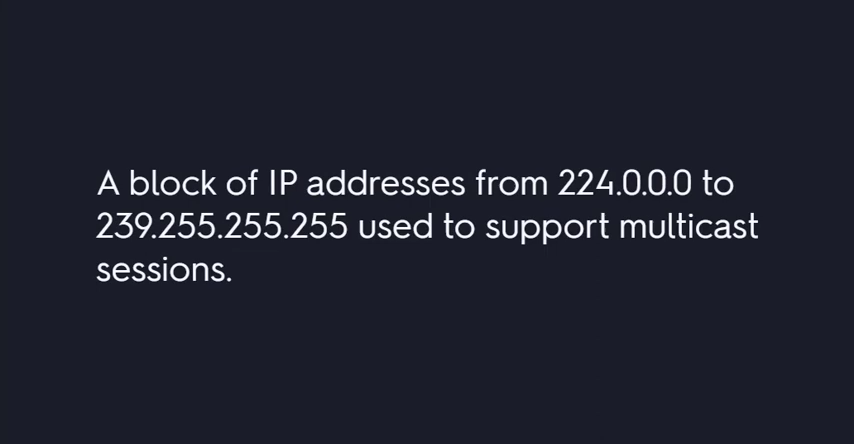 A block of IP addresses from 224.0.0.0 to
239.255.255.255 used to support multicast
sessions.